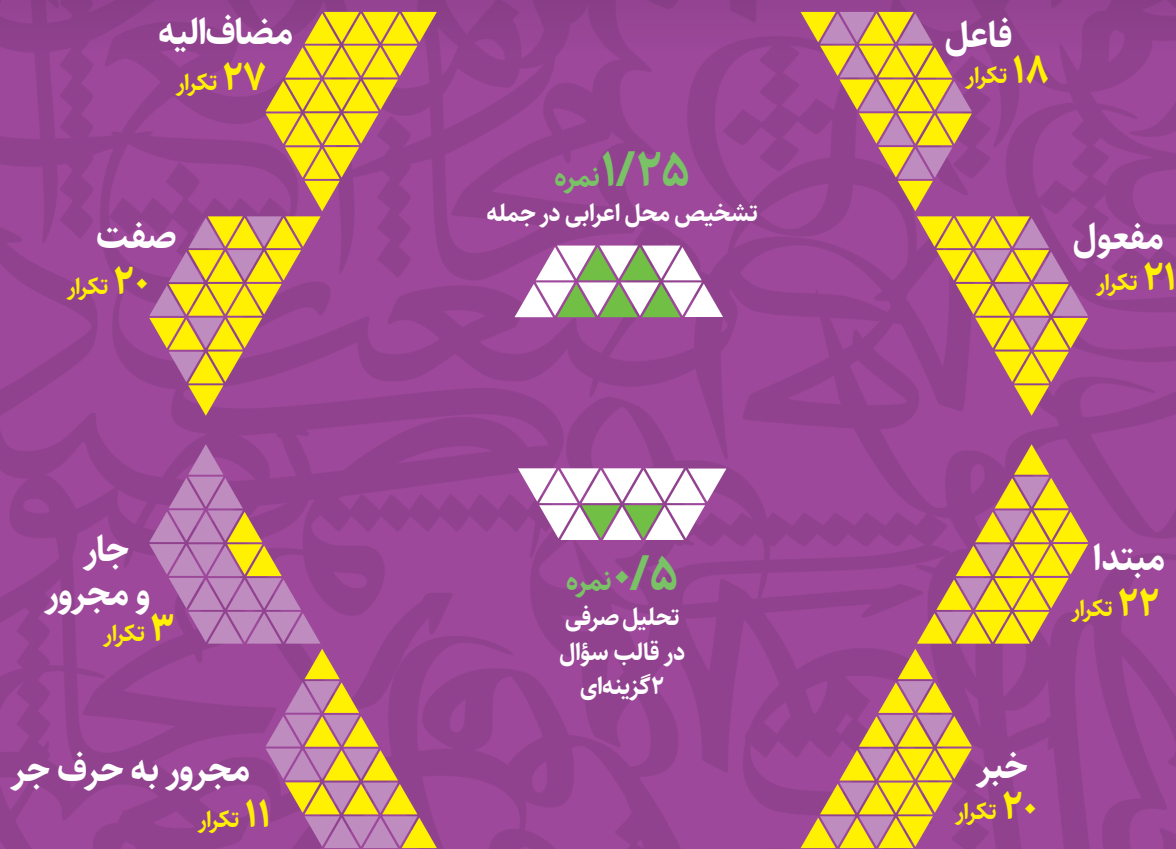 فاعل
۱۸ تکرار
مضاف‌الیه
۲۷ تکرار
۱/۲۵ نمره
تشخیص محل اعرابی در جمله
مفعول
۲۱ تکرار
صفت
۲۰ تکرار
مبتدا
۲۲ تکرار
جار
و مجرور
۳ تکرار
۰/۵ نمره
تحلیل صرفی
در قالب سؤال
۲گزینه‌ای
خبر
۲۰ تکرار
مجرور به حرف جر
۱۱ تکرار